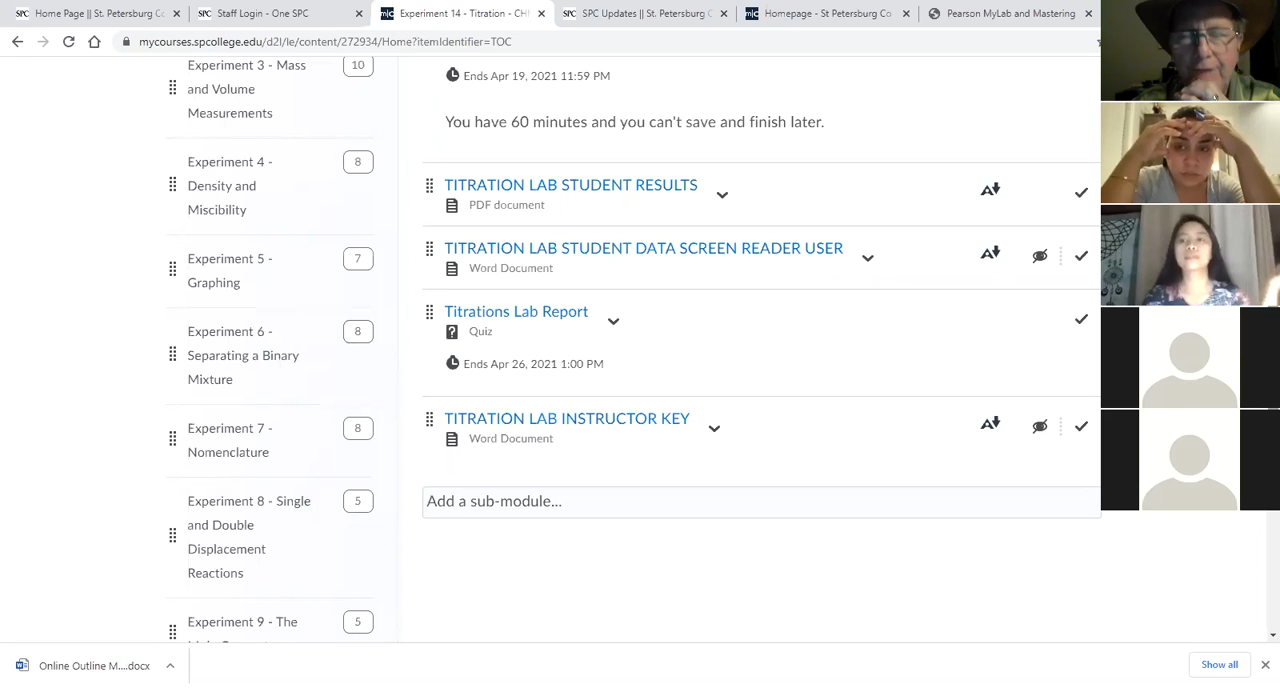 Home Page || St. Petersburg Co
Staff Login - One SPC
Experiment 14 - Titration - CH
SPC Updates || St. Petersburg C
Homepage - St Petersburg Co
Pearson MyLab and Mastering
mycourses.spcollege.edu/d2l/le/content/272934/Home?itemIdentifier=TOC
Experiment 3 - Mass
and Volume
Measurements
10
Experiment 4 -
Density and
Miscibility
8
Experiment 5 -
Graphing
7
Experiment 6 -
Separating a Binary
Mixture
8
Experiment 7 -
Nomenclature
8
Experiment 8 - Single
and Double
Displacement
Reactions
5
Experiment 9 - The
5
Ends Apr 19, 2021 11:59 PM
You have 60 minutes and you can't save and finish later.
TITRATION LAB STUDENT RESULTS
PDF document
TITRATION LAB STUDENT DATA SCREEN READER USER
Word Document
Titrations Lab Report
Quiz
Ends Apr 26, 2021 1:00 PM
TITRATION LAB INSTRUCTOR KEY
Word Document
Add a sub-module...
Online Outline M....docx
Show all